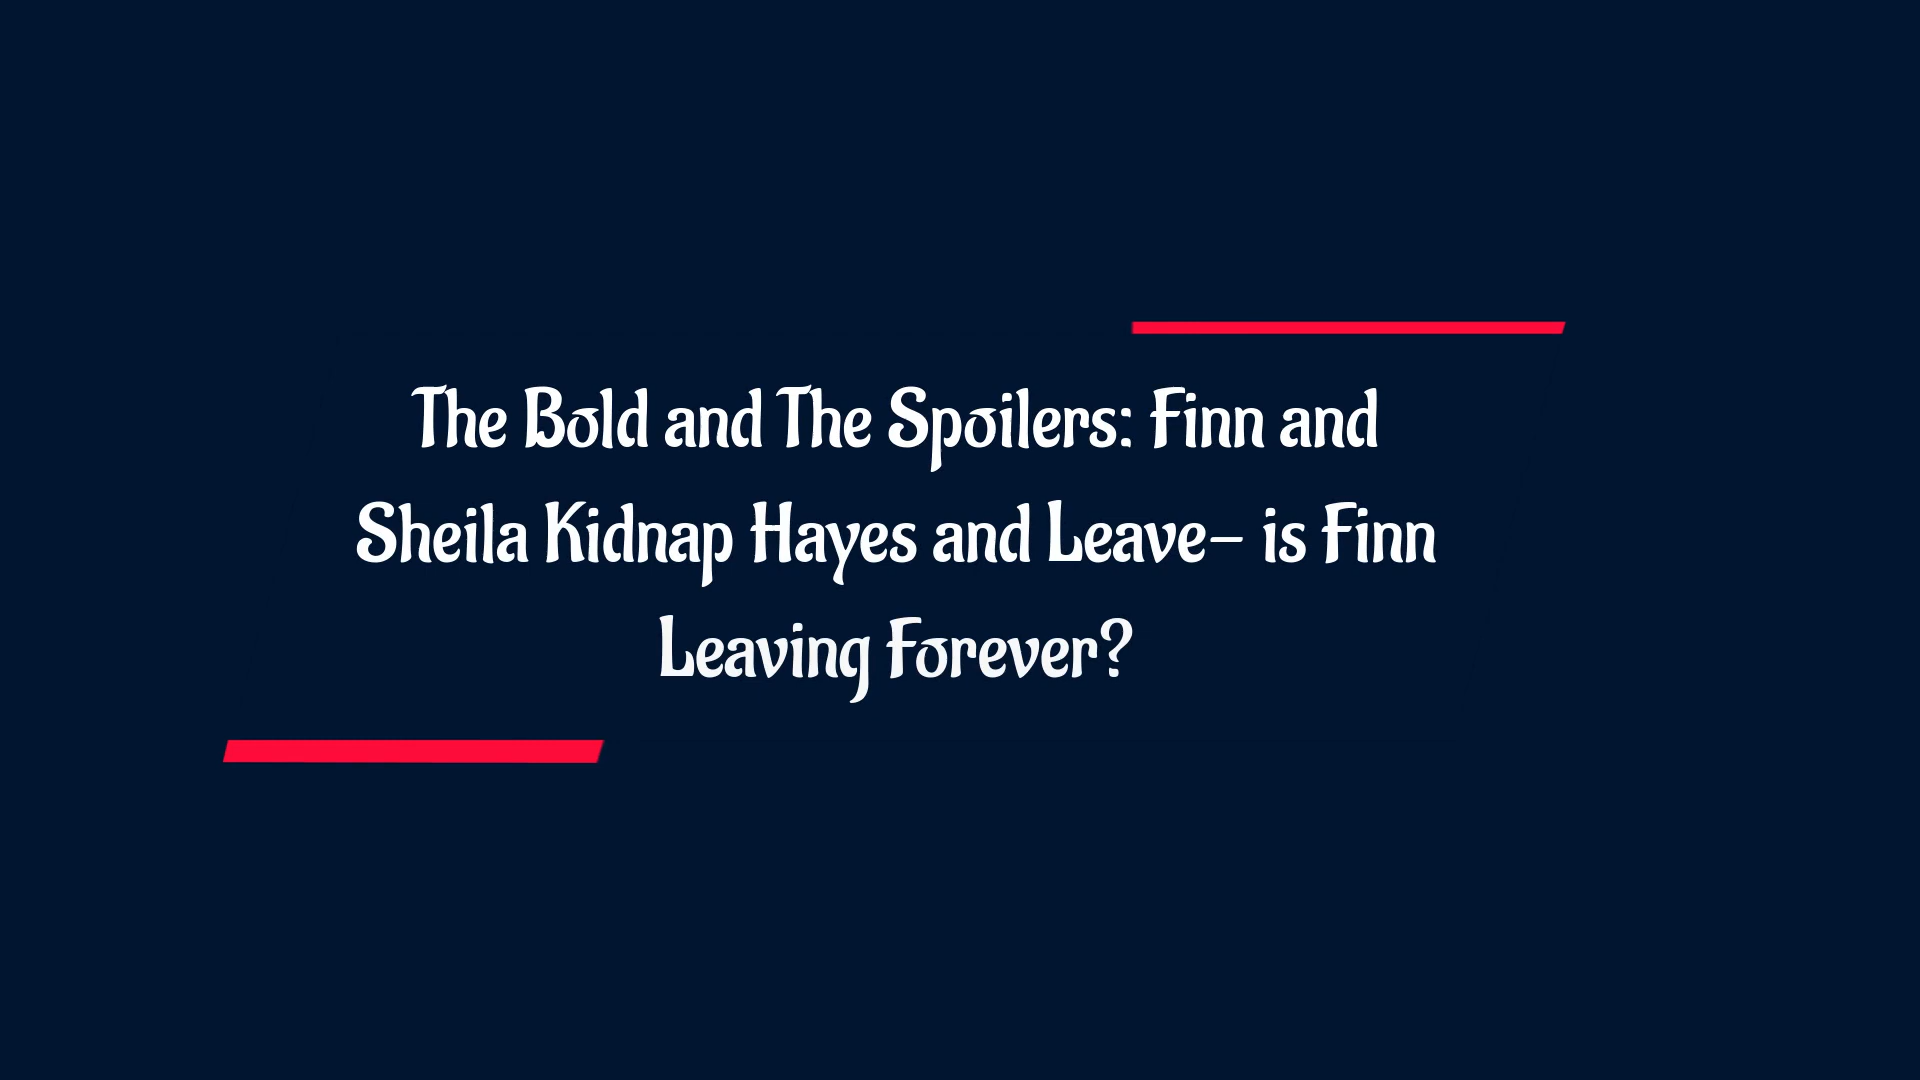 The Bold and The Spoilers: Finn and
Sheila Kidnap Hayes and Leave– is Finn
Leaving Forever?